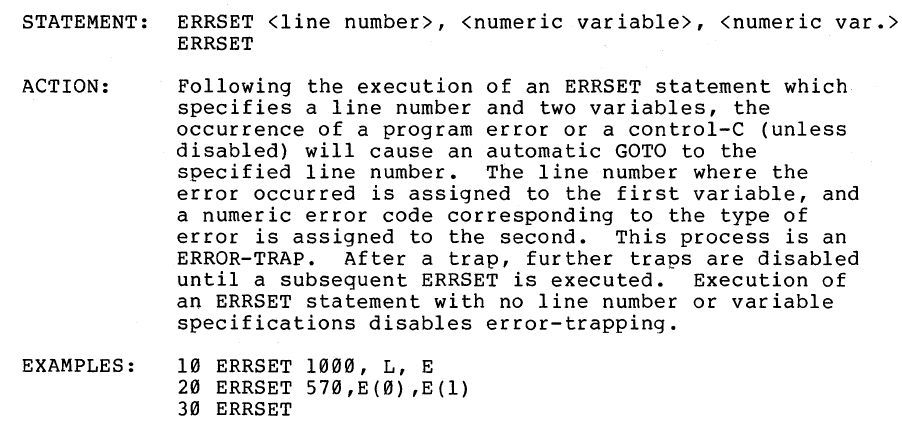 STATEMENT: ERRSET <line number>, <numeric variable>, <numeric var.>
ERRSET
ACTION: Following the execution of an ERRSET statement which
specifies a line number and two variables, the
occurrence of a program error or a control-C (unless
disabled) will cause an automatic GOTO to the
specified line number. The line number where the
error occurred is assigned to the first variable, and
a numeric error code corresponding to the type of
error is assigned to the second. This process is an
ERROR-TRAP. After a trap, further traps are disabled
until a subsequent ERRSET is executed. Execution of
an ERRSET statement with no line number or variable
specifications disables error-trapping.
EXAMPLES: 10 ERRSET 1000, L, E
20 ERRSET 570,E(0),E(1)
30 ERRSET